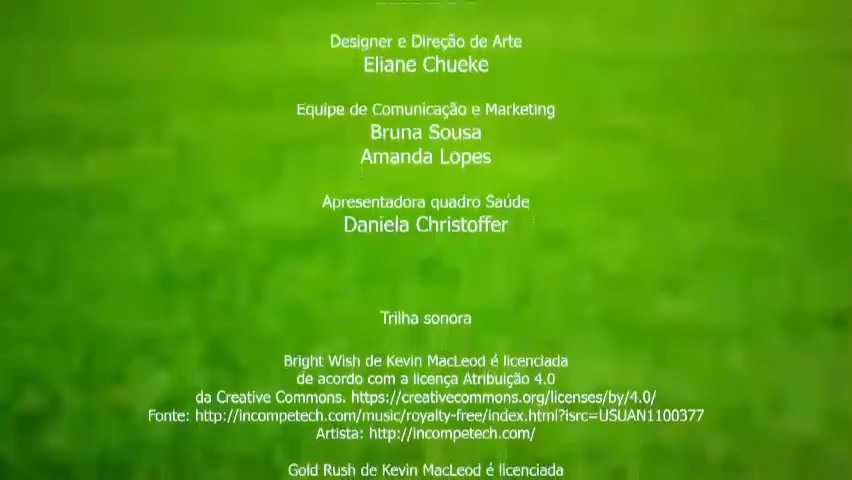 Designer e Direção de Arte
Eliane Chueke
Equipe de Comunicação e Marketing
Bruna Sousa
Amanda Lopes
Apresentadora quadro Saúde
Daniela Christoffer
Trilha sonora
Bright Wish de Kevin MacLeod é licenciada
de acordo com a licença Atribuição 4.0
da Creative Commons. https://creativecommons.org/licenses/by/4.0/
Fonte: http://incompetech.com/music/royalty-free/index.html?isrc=USUAN1100377
Artista: http://incompetech.com/
Gold Rush de Kevin MacLeod é licenciada